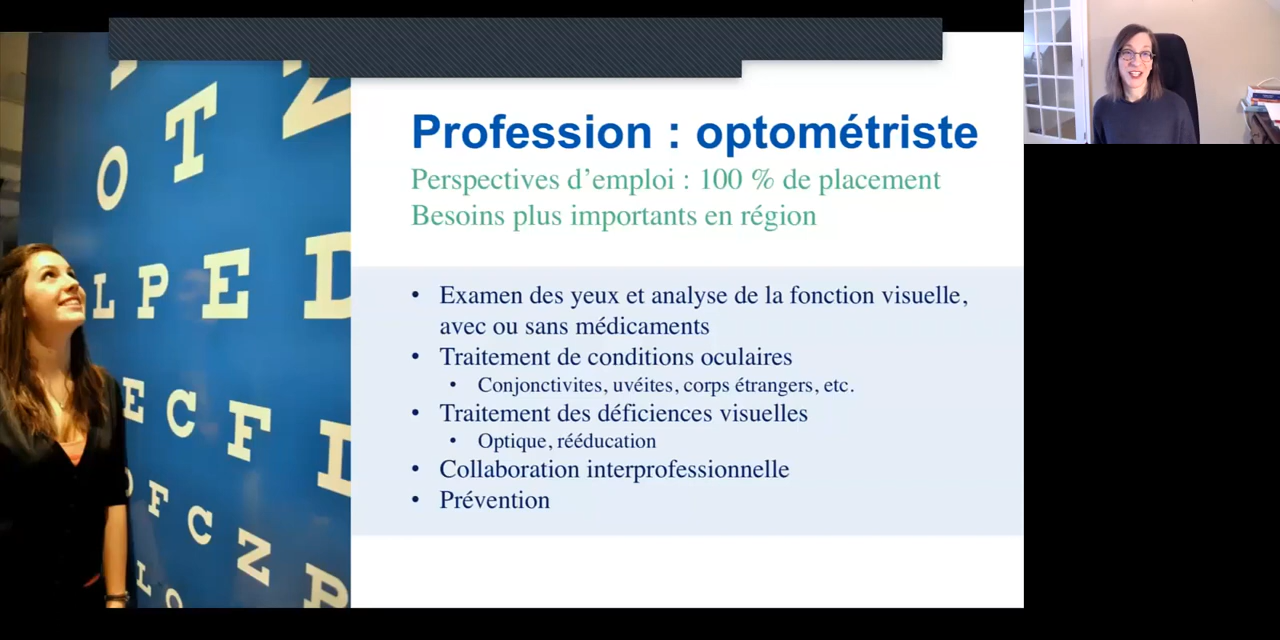 O T Z
L P E D
E C F D
O F C Z P
L O
Profession : optométriste
Perspectives d’emploi : 100 % de placement
Besoins plus importants en région
• Examen des yeux et analyse de la fonction visuelle,
avec ou sans médicaments
• Traitement de conditions oculaires
• Conjonctivites, uvéites, corps étrangers, etc.
• Traitement des déficiences visuelles
• Optique, rééducation
• Collaboration interprofessionnelle
• Prévention